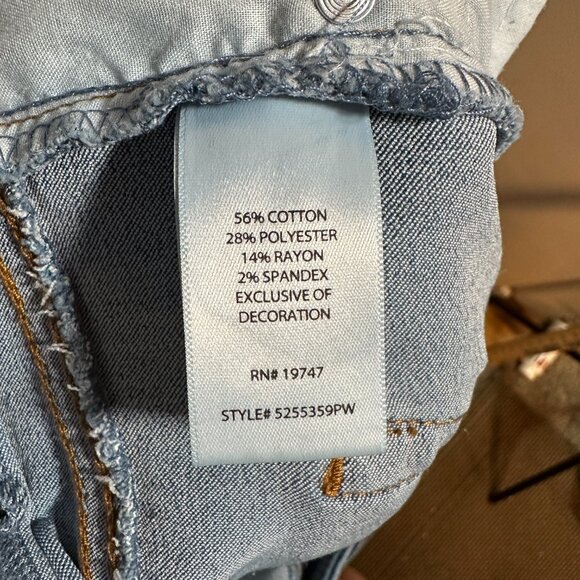 56% COTTON
28% POLYESTER
14% RAYON
2% SPANDEX
EXCLUSIVE OF
DECORATION
RN# 19747
STYLE# 5255359PW